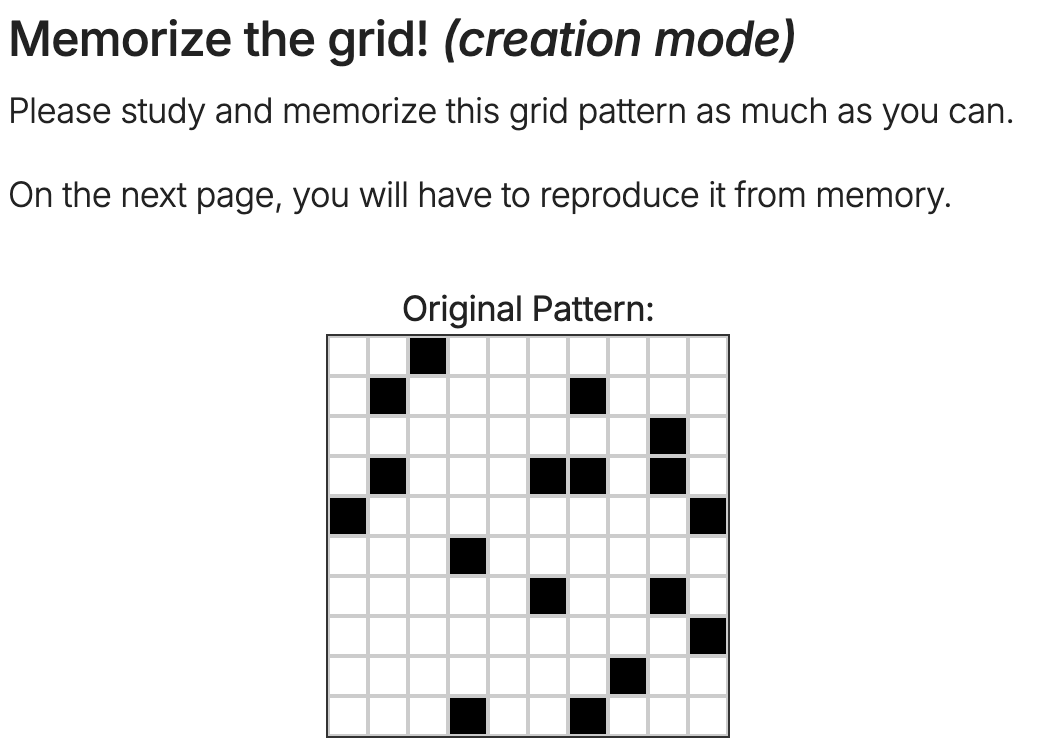 Memorize the grid! (creation mode)
Please study and memorize this grid pattern as much as you can.
On the next page, you will have to reproduce it from memory.
Original Pattern: